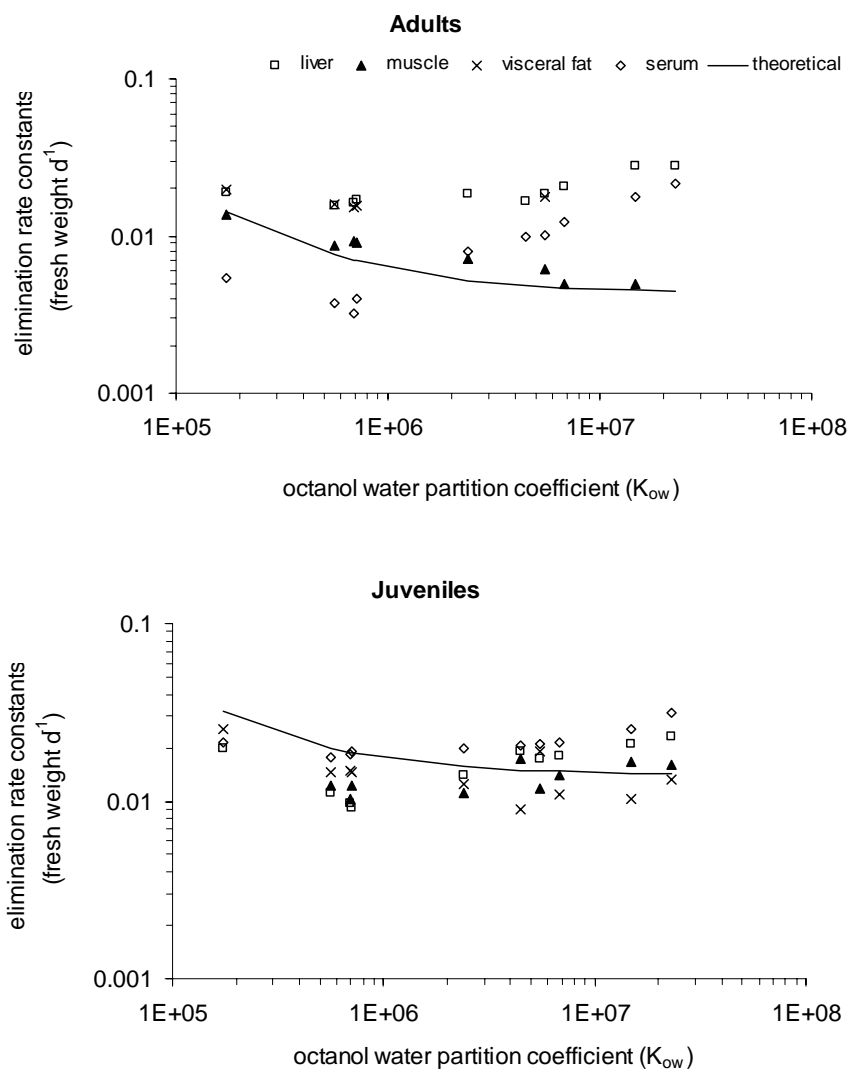 Adults
liver muscle visceral fat serum theoretical
0.1
0.01
0.001
1E+05 1E+06 1E+07 1E+08
elimination rate constants
(fresh weight d-1)
octanol water partition coefficient (Kow)
Juveniles
0.1
0.01
0.001
1E+05 1E+06 1E+07 1E+08
elimination rate constants
(fresh weight d-1)
octanol water partition coefficient (Kow)